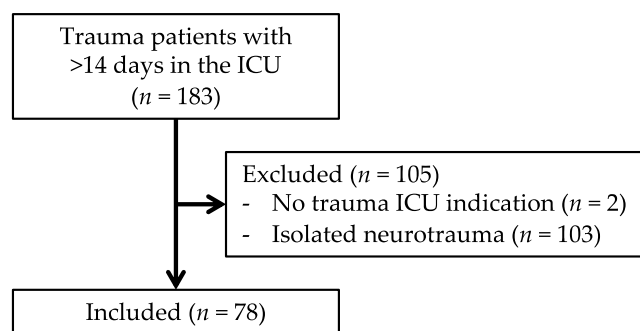 Trauma patients with
>14 days in the ICU
(n = 183)
Excluded (n = 105)
- No trauma ICU indication (n = 2)
- Isolated neurotrauma (n = 103)
Included (n = 78)